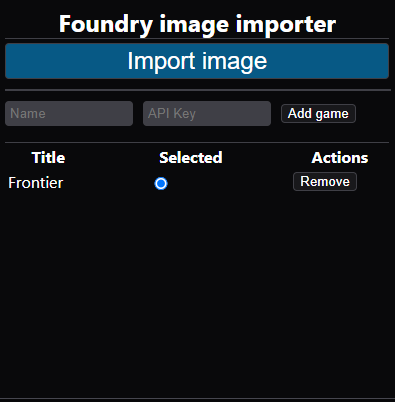 Foundry image importer
Import image
Name API Key Add game
Title Selected Actions
Frontier Remove